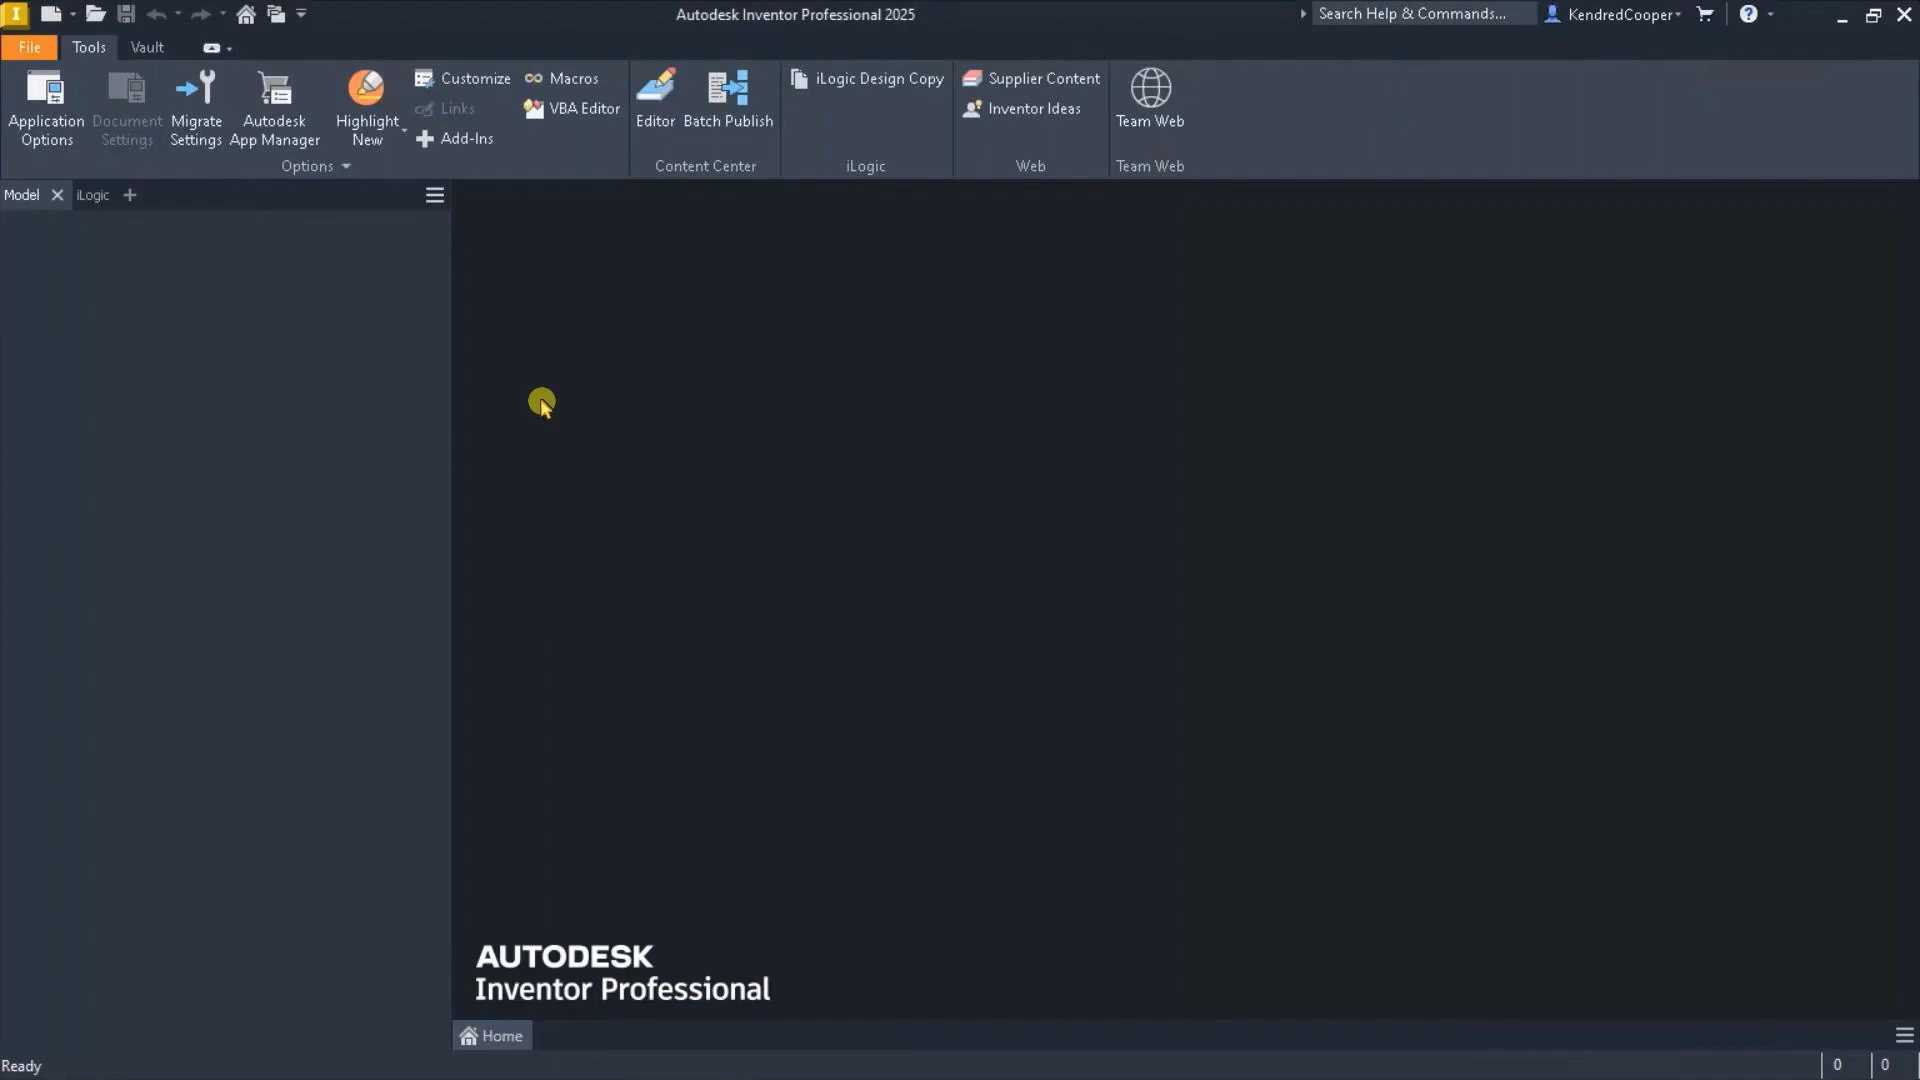 Autodesk Inventor Professional 2025
Search Help & Commands...
KendredCooper
File
Tools
Vault
Application Options
Document Settings
Migrate Settings
Autodesk App Manager
Highlight New
Customize
Links
Add-Ins
Macros
VBA Editor
Options
Editor
Batch Publish
Content Center
iLogic Design Copy
iLogic
Supplier Content
Inventor Ideas
Web
Team Web
Team Web
Model
iLogic
AUTODESK
Inventor Professional
Home
Ready
0
0